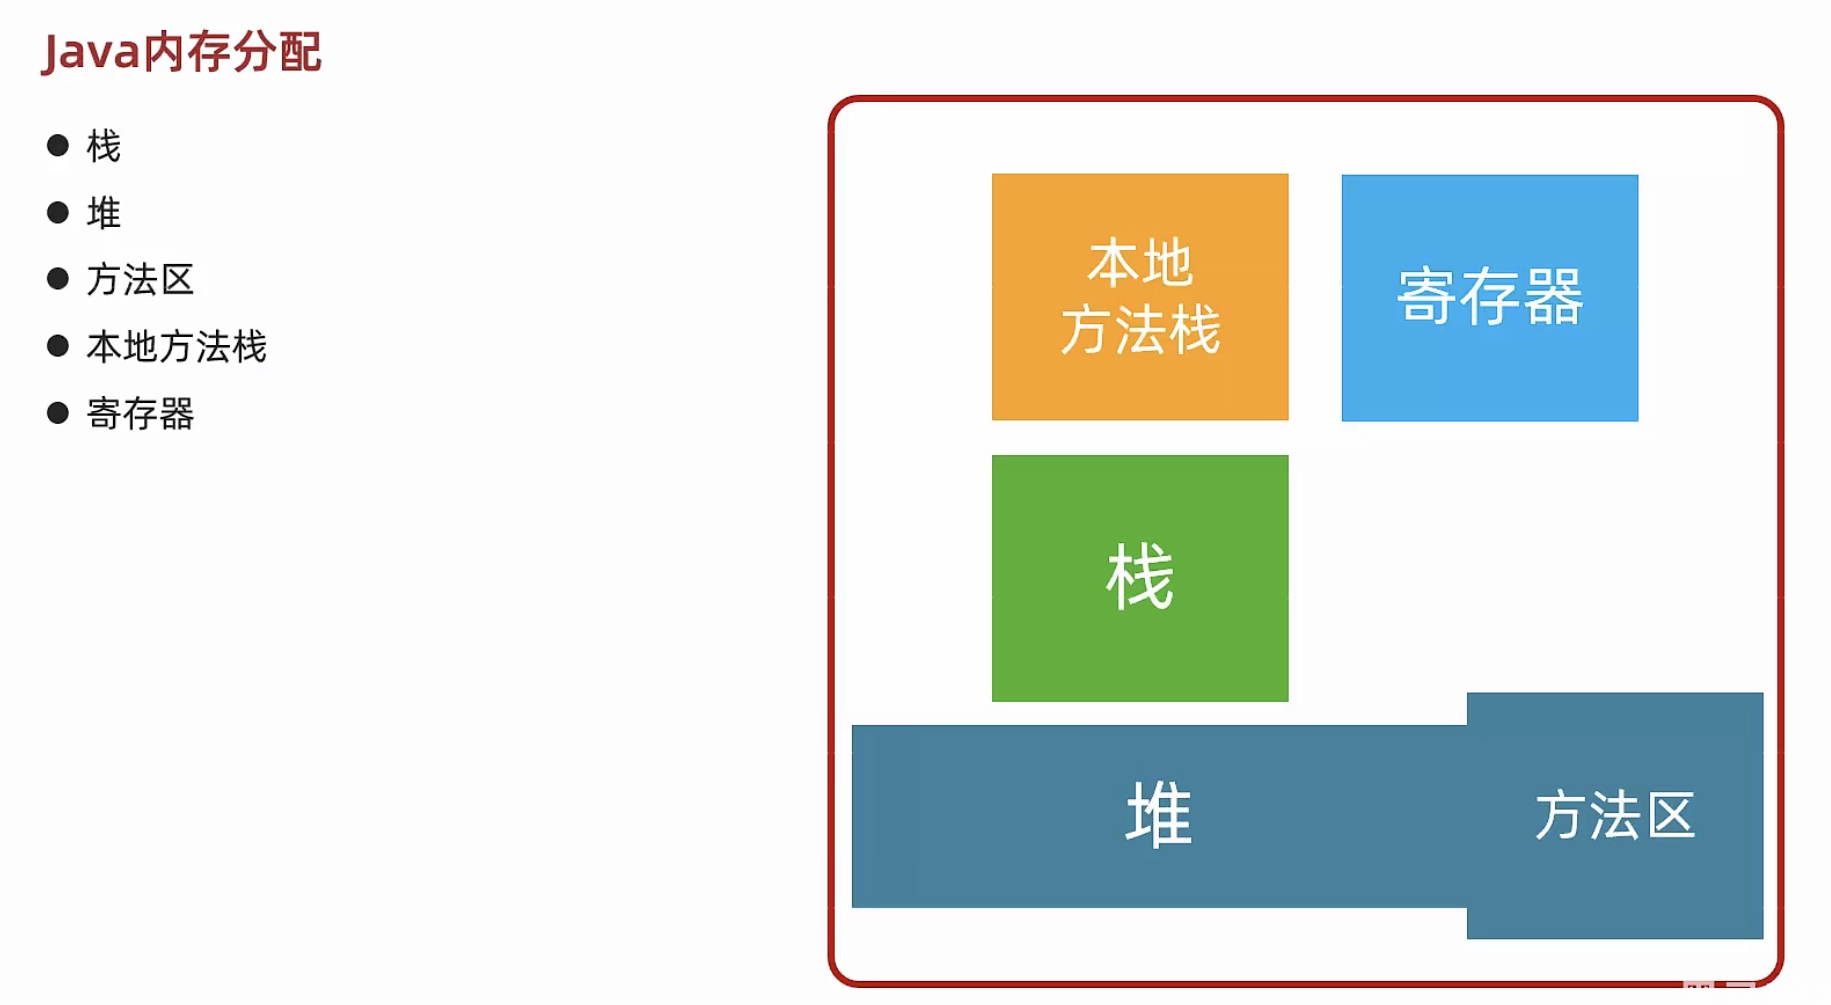 Java内存分配
栈
堆
方法区
本地方法栈
寄存器
本地
方法栈
寄存器
栈
堆
方法区